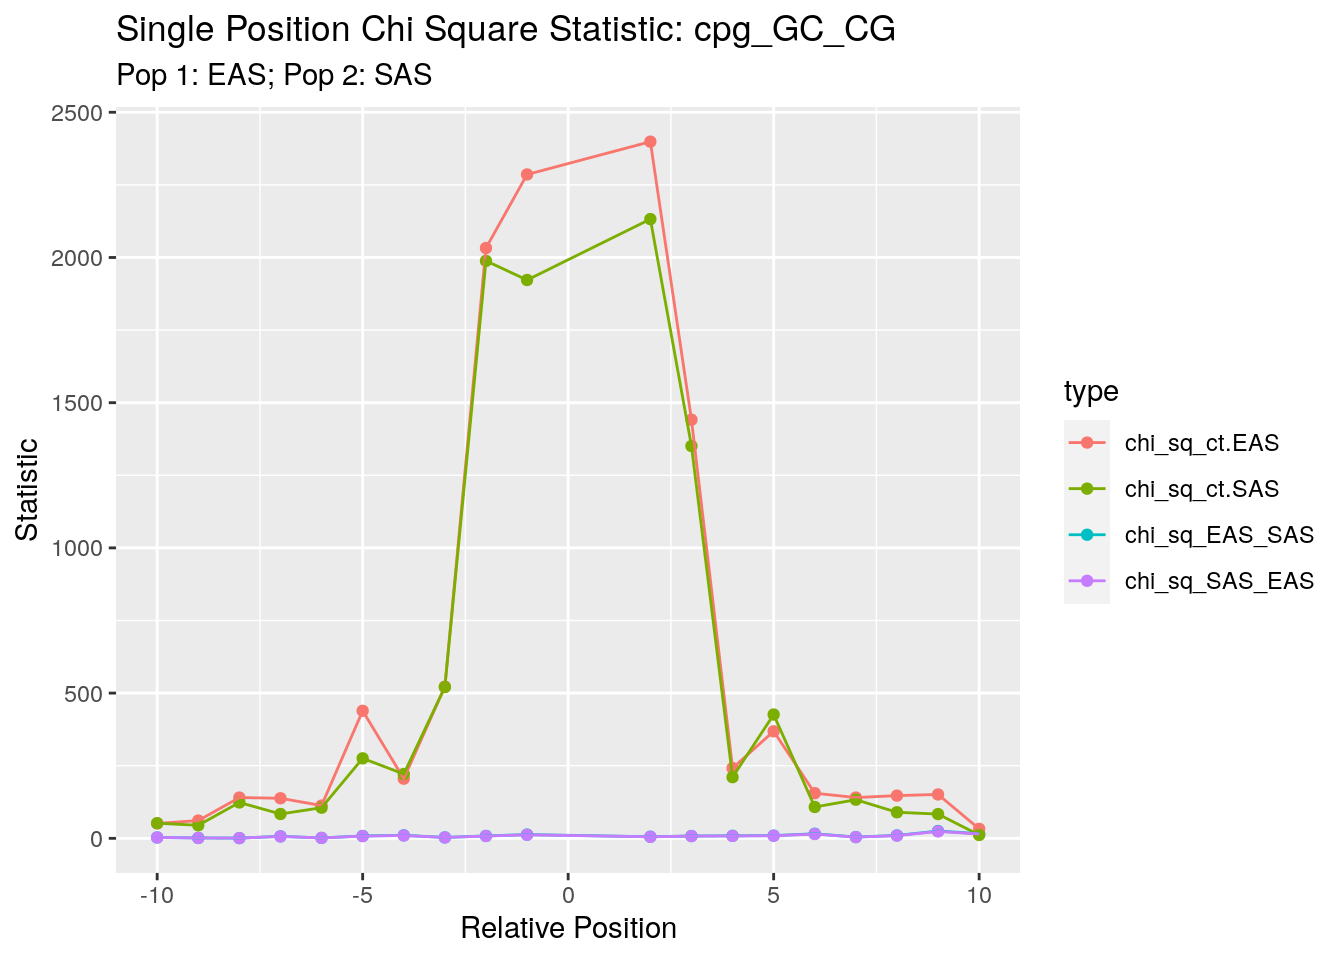 Single Position Chi Square Statistic: cpg_GC_CG
Pop 1: EAS; Pop 2: SAS
2500
2000
1500
1000
500
0
Statistic
-10 -5 0 5 10
Relative Position
type
chi_sq_ct.EAS
chi_sq_ct.SAS
chi_sq_EAS_SAS
chi_sq_SAS_EAS